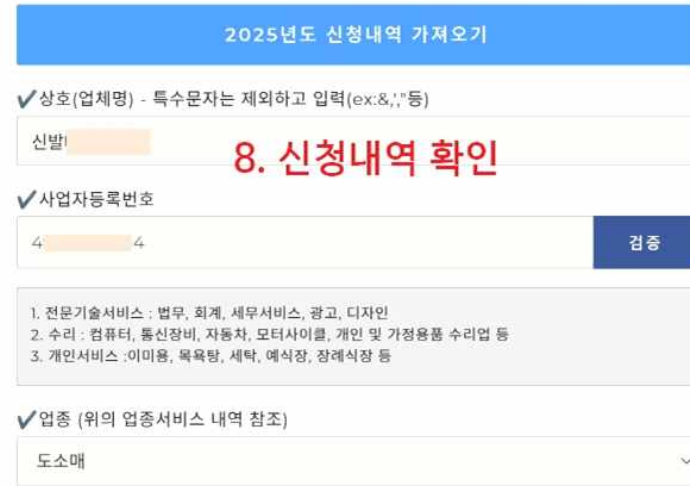 2025년도 신청내역 가져오기
✔상호(업체명) - 특수문자는 제외하고 입력(ex:&,',"등)
신발
8. 신청내역 확인
✔사업자등록번호
4 4
검증
1. 전문기술서비스 : 법무, 회계, 세무서비스, 광고, 디자인
2. 수리 : 컴퓨터, 통신장비, 자동차, 모터사이클, 개인 및 가정용품 수리업 등
3. 개인서비스 :이미용, 목욕탕, 세탁, 예식장, 장례식장 등
✔업종 (위의 업종서비스 내역 참조)
도소매